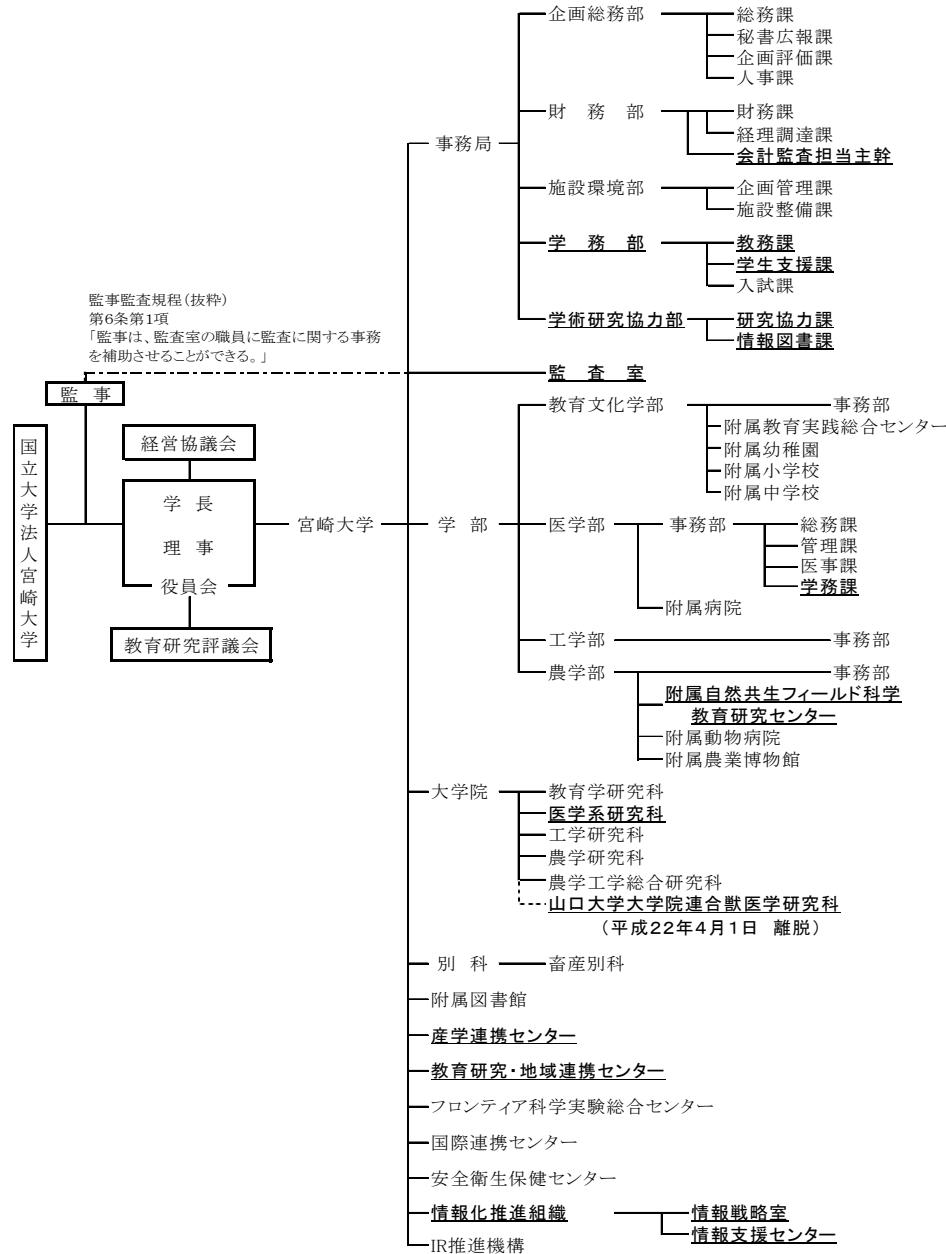 企画総務部 総務課
秘書広報課
企画評価課
人事課
財 務 部 財務課
経理調達課
会計監査担当主幹
事務局
施設環境部 企画管理課
施設整備課
学 務 部 教務課
学生支援課
入試課
学術研究協力部 研究協力課
情報図書課
監事監査規程(抜粋)
第6条第1項
「監事は、監査室の職員に監査に関する事務
を補助させることができる。」
監 査 室
監 事
国立大学法人宮崎大学
経営協議会
学 長
理 事
役員会
教育研究評議会
宮崎大学
学 部
教育文化学部 事務部
附属教育実践総合センター
附属幼稚園
附属小学校
附属中学校
医学部 事務部 総務課
管理課
医事課
学務課
附属病院
工学部 事務部
農学部 事務部
附属自然共生フィールド科学
教育研究センター
附属動物病院
附属農業博物館
大学院 教育学研究科
医学系研究科
工学研究科
農学研究科
農学工学総合研究科
山口大学大学院連合獣医学研究科
(平成22年4月1日 離脱)
別 科 畜産別科
附属図書館
産学連携センター
教育研究・地域連携センター
フロンティア科学実験総合センター
国際連携センター
安全衛生保健センター
情報化推進組織 情報戦略室
情報支援センター
IR推進機構